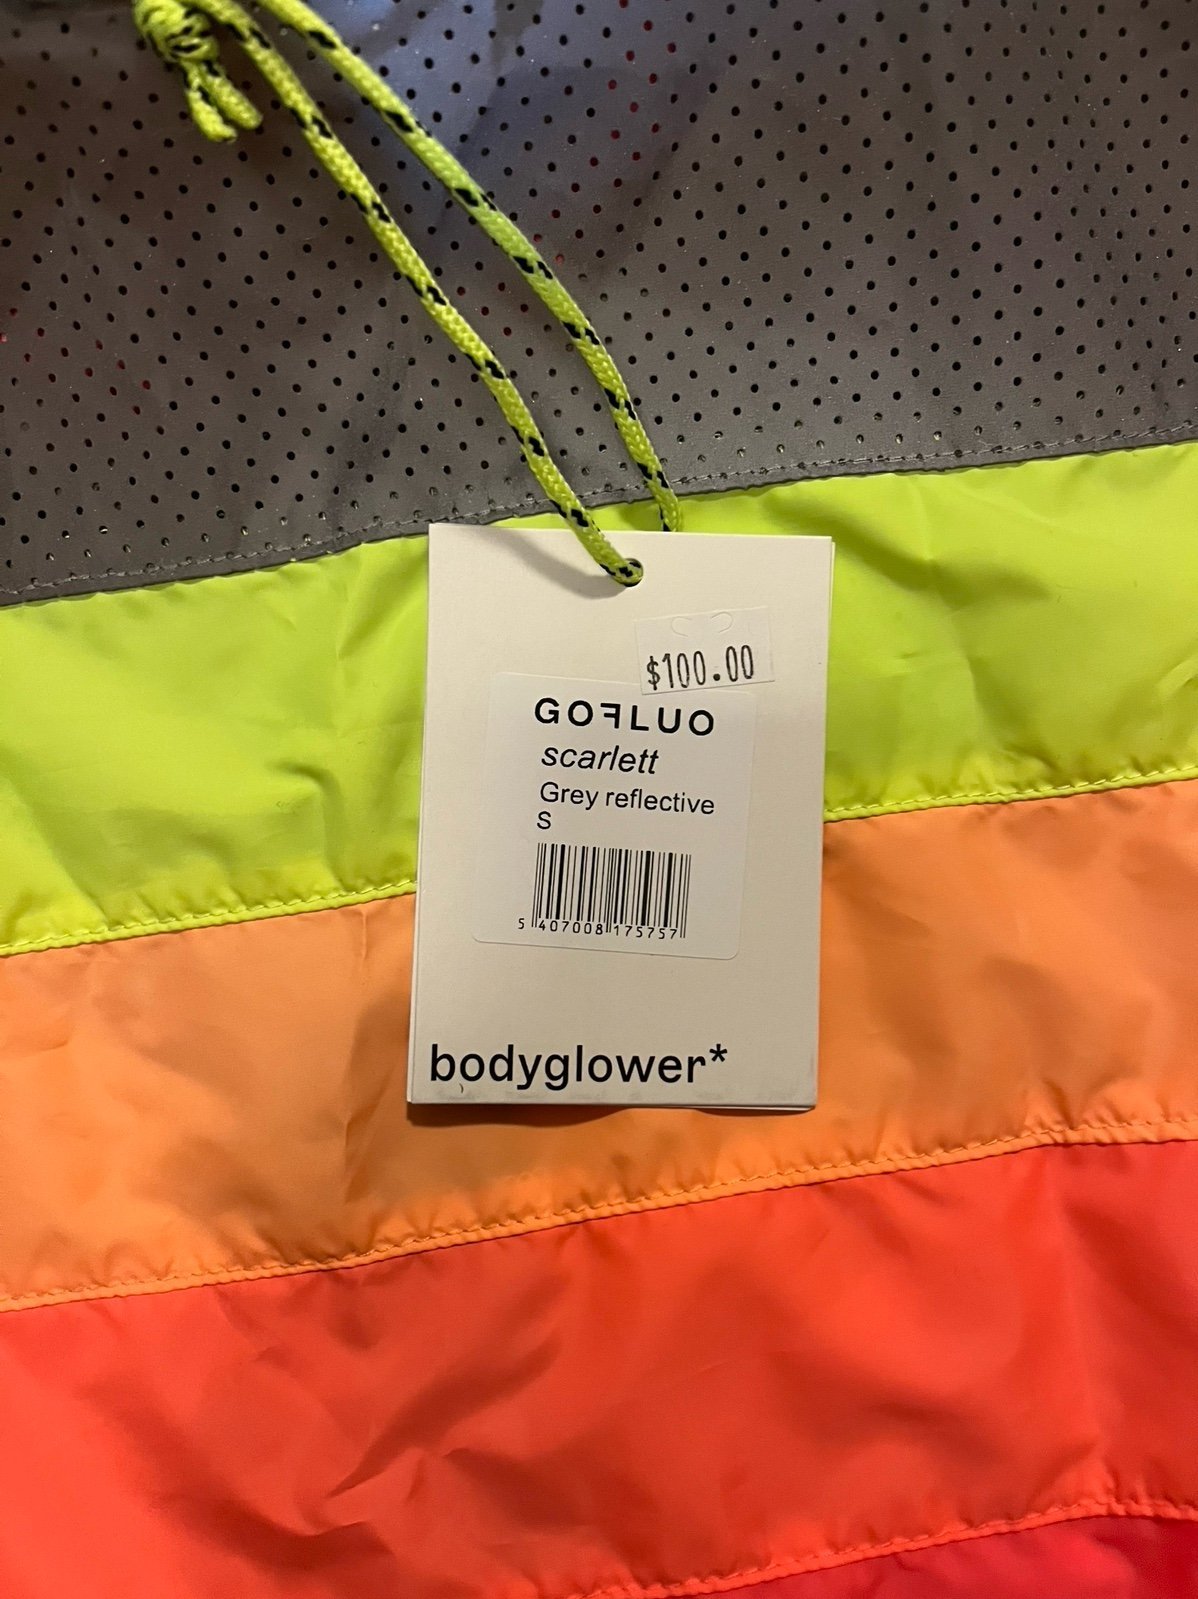 $100.00
GOFLUO
scarlett
Grey reflective
S
5 407008 175757
bodyglower*